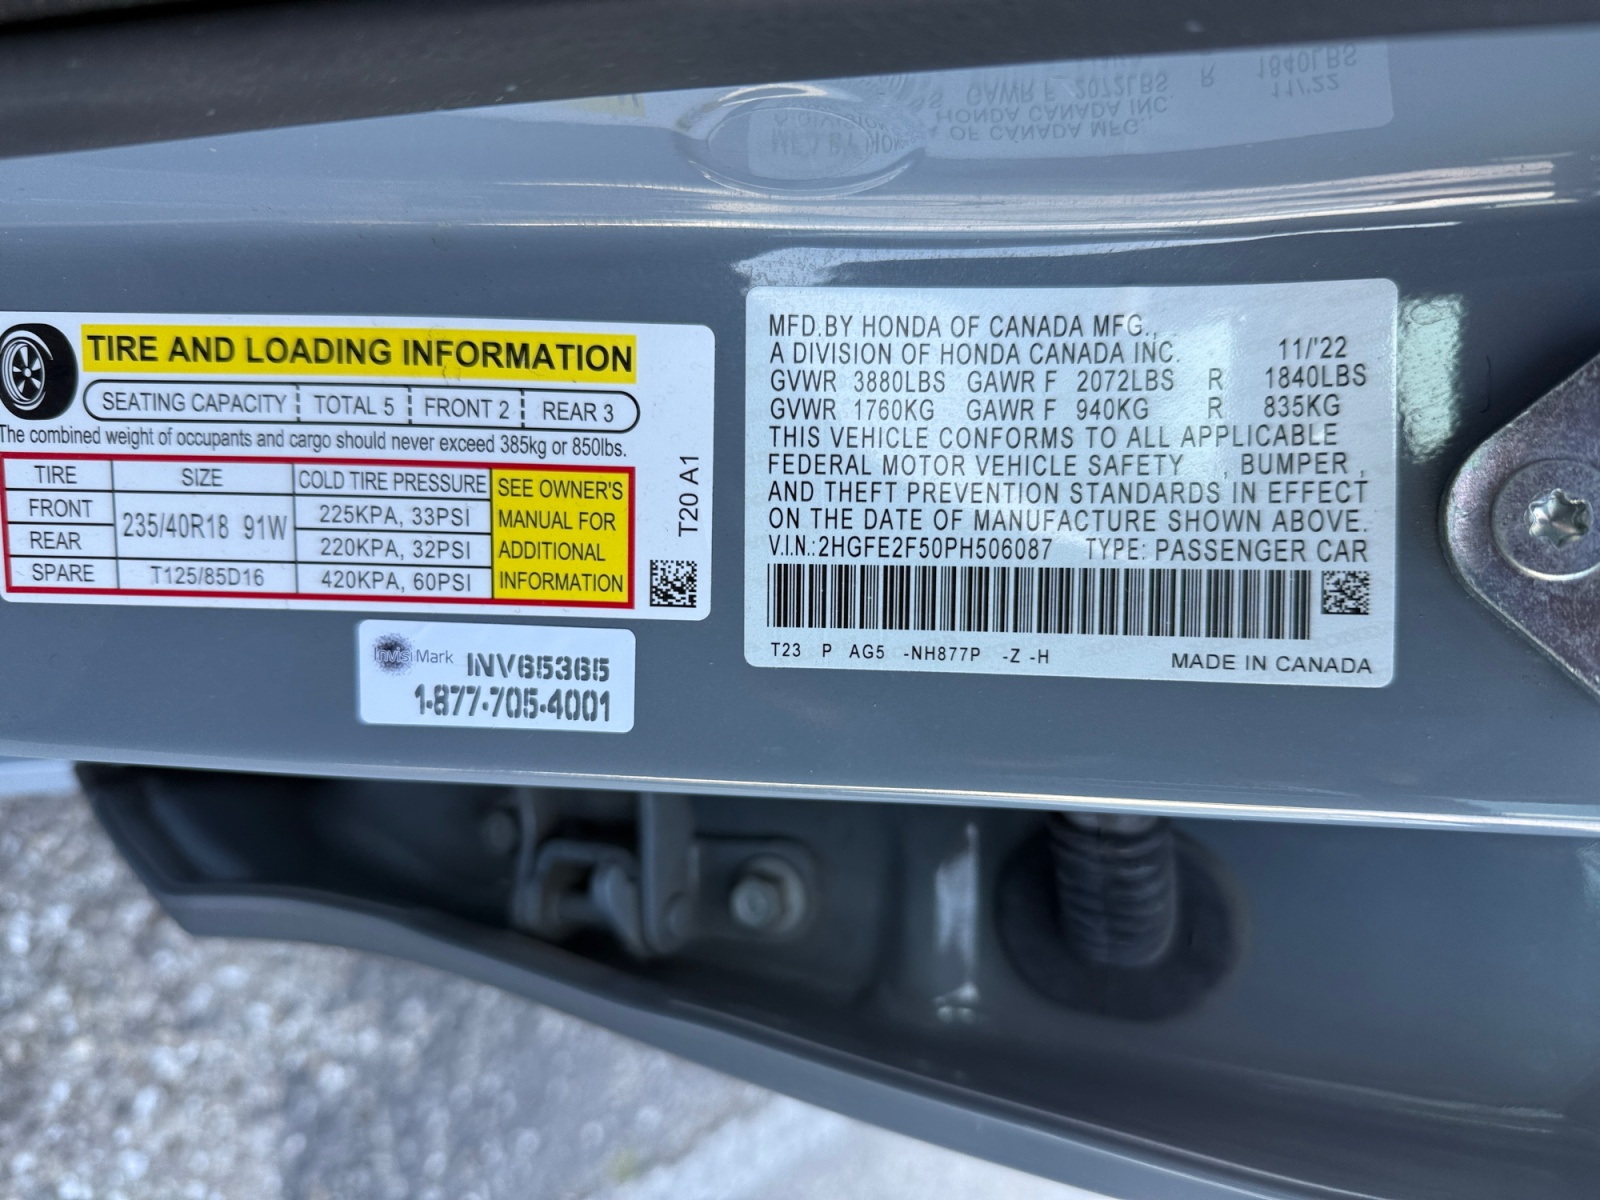 TIRE AND LOADING INFORMATION
SEATING CAPACITY TOTAL 5 FRONT 2 REAR 3
The combined weight of occupants and cargo should never exceed 385kg or 850lbs.
TIRE SIZE COLD TIRE PRESSURE
FRONT 235/40R18 91W 225KPA, 33PSI
REAR 220KPA, 32PSI
SPARE T125/85D16 420KPA, 60PSI
SEE OWNER'S
MANUAL FOR
ADDITIONAL
INFORMATION
T20 A1
InvisiMark INV65365
1-877-705-4001
MFD.BY HONDA OF CANADA MFG.,
A DIVISION OF HONDA CANADA INC. 11/'22
GVWR 3880LBS GAWR F 2072LBS R 1840LBS
GVWR 1760KG GAWR F 940KG R 835KG
THIS VEHICLE CONFORMS TO ALL APPLICABLE
FEDERAL MOTOR VEHICLE SAFETY , BUMPER ,
AND THEFT PREVENTION STANDARDS IN EFFECT
ON THE DATE OF MANUFACTURE SHOWN ABOVE.
V.I.N.:2HGFE2F50PH506087 TYPE: PASSENGER CAR
T23 P AG5 -NH877P -Z -H
MADE IN CANADA